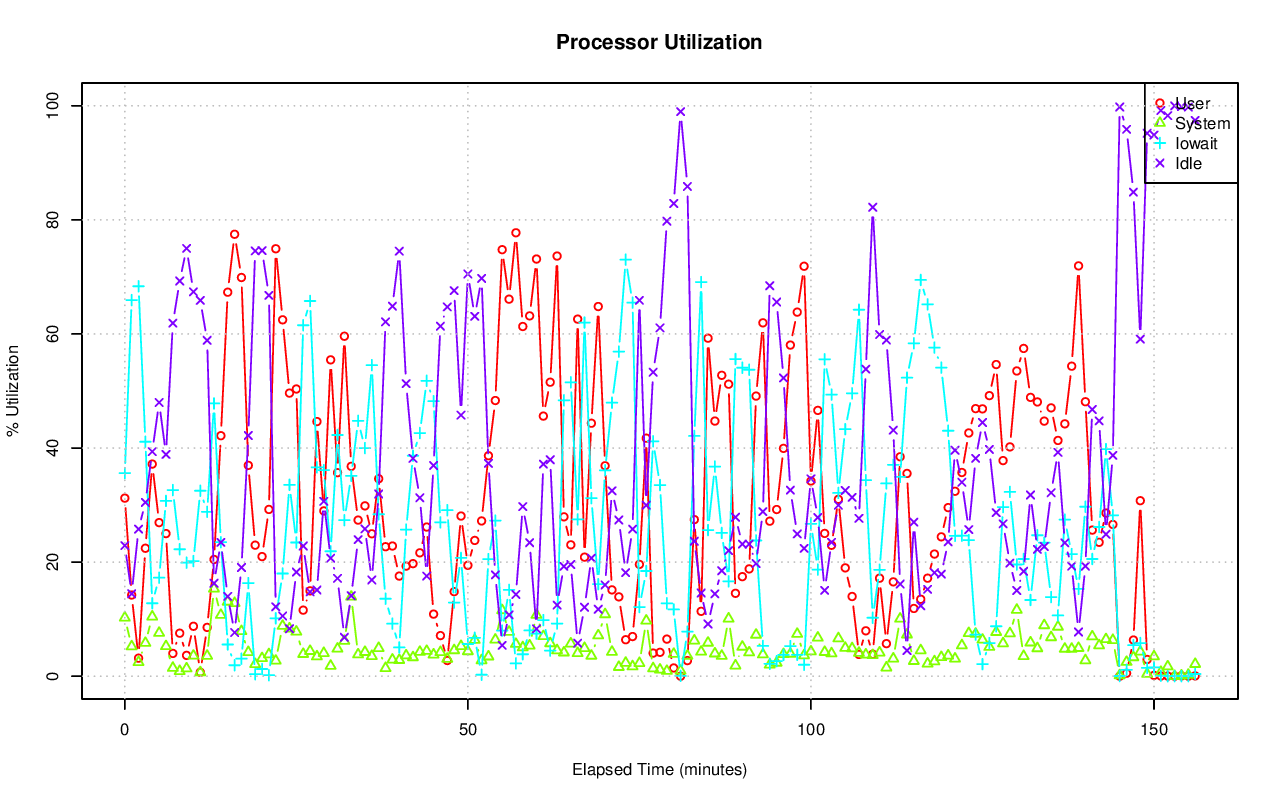 Processor Utilization
% Utilization
100
80
60
40
20
0
User
System
Iowait
Idle
0
50
100
150
Elapsed Time (minutes)